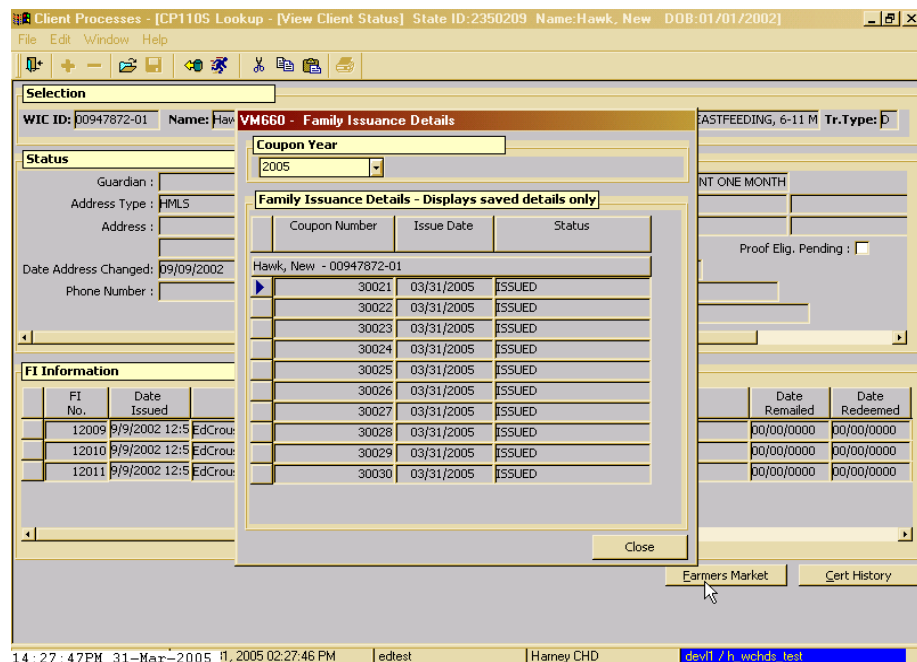 Client Processes - [CP110S Lookup - [View Client Status] State ID:2350209 Name:Hawk, New DOB:01/01/2002]
File Edit Window Help
Selection
WIC ID: 00947872-01 Name: Haw EASTFEEDING, 6-11 M Tr.Type: D
VM660 - Family Issuance Details
Coupon Year
2005
Status
Guardian : NT ONE MONTH
Address Type : HMLS
Address :
Proof Elig. Pending :
Date Address Changed: 09/09/2002
Phone Number :
Family Issuance Details - Displays saved details only
Coupon Number Issue Date Status
Hawk, New - 00947872-01
30021 03/31/2005 ISSUED
30022 03/31/2005 ISSUED
30023 03/31/2005 ISSUED
30024 03/31/2005 ISSUED
30025 03/31/2005 ISSUED
30026 03/31/2005 ISSUED
30027 03/31/2005 ISSUED
30028 03/31/2005 ISSUED
30029 03/31/2005 ISSUED
30030 03/31/2005 ISSUED
Close
FI Information
FI No. Date Issued Date Remailed Date Redeemed
12009 9/9/2002 12:5 EdCrou: 00/00/0000 00/00/0000
12010 9/9/2002 12:5 EdCrou: 00/00/0000 00/00/0000
12011 9/9/2002 12:5 EdCrou: 00/00/0000 00/00/0000
Farmers Market Cert History
14:27:47PM 31-Mar-2005 1, 2005 02:27:46 PM edtest Harney CHD devl1 / h_wchds_test